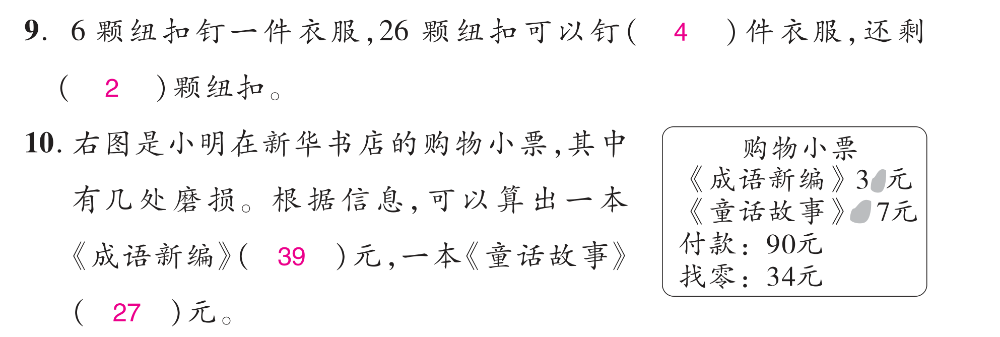 9. 6颗纽扣钉一件衣服,26颗纽扣可以钉( 4 )件衣服,还剩
( 2 )颗纽扣。
10. 右图是小明在新华书店的购物小票,其中
有几处磨损。根据信息,可以算出一本
《成语新编》( 39 )元,一本《童话故事》
( 27 )元。
购物小票
《成语新编》3 元
《童话故事》 7元
付款：90元
找零：34元